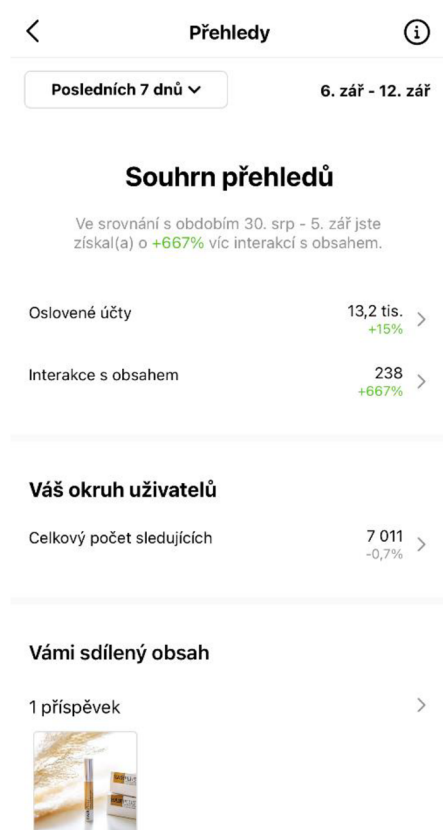 Přehledy
Posledních 7 dnů
6. zář - 12. zář
Souhrn přehledů
Ve srovnání s obdobím 30. srp - 5. zář jste
získal(a) o +667% víc interakcí s obsahem.
Oslovené účty
13,2 tis.
+15%
Interakce s obsahem
238
+667%
Váš okruh uživatelů
Celkový počet sledujících
7 011
-0,7%
Vámi sdílený obsah
1 příspěvek